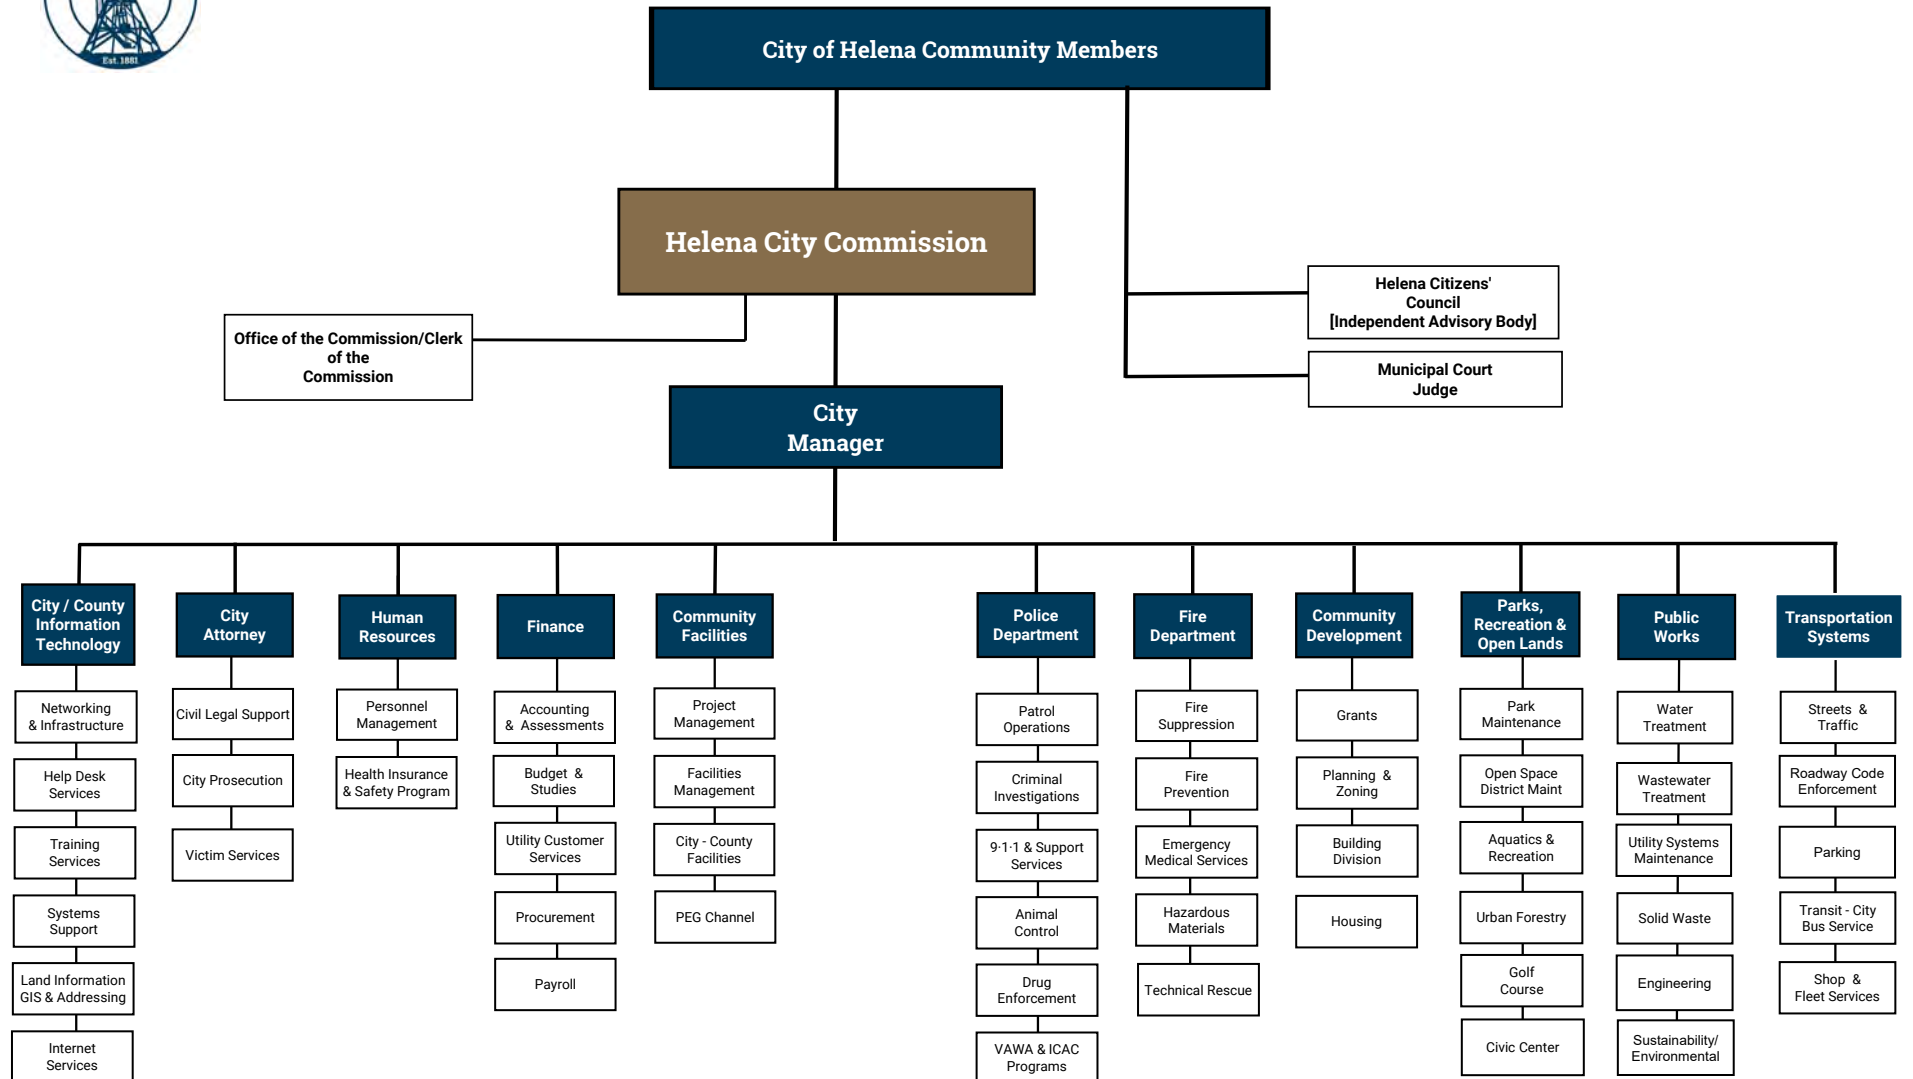 Est. 1881
City of Helena Community Members
Helena City Commission
Office of the Commission/Clerk
of the
Commission
Helena Citizens'
Council
[Independent Advisory Body]
Municipal Court
Judge
City
Manager
City / County
Information
Technology
Networking
& Infrastructure
Help Desk
Services
Training
Services
Systems
Support
Land Information
GIS & Addressing
Internet
Services
City
Attorney
Civil Legal Support
City Prosecution
Victim Services
Human
Resources
Personnel
Management
Health Insurance
& Safety Program
Finance
Accounting
& Assessments
Budget &
Studies
Utility Customer
Services
Procurement
Payroll
Community
Facilities
Project
Management
Facilities
Management
City - County
Facilities
PEG Channel
Police
Department
Patrol
Operations
Criminal
Investigations
9·1·1 & Support
Services
Animal
Control
Drug
Enforcement
VAWA & ICAC
Programs
Fire
Department
Fire
Suppression
Fire
Prevention
Emergency
Medical Services
Hazardous
Materials
Technical Rescue
Community
Development
Grants
Planning &
Zoning
Building
Division
Housing
Parks,
Recreation &
Open Lands
Park
Maintenance
Open Space
District Maint
Aquatics &
Recreation
Urban Forestry
Golf
Course
Civic Center
Public
Works
Water
Treatment
Wastewater
Treatment
Utility Systems
Maintenance
Solid Waste
Engineering
Sustainability/
Environmental
Transportation
Systems
Streets &
Traffic
Roadway Code
Enforcement
Parking
Transit - City
Bus Service
Shop &
Fleet Services